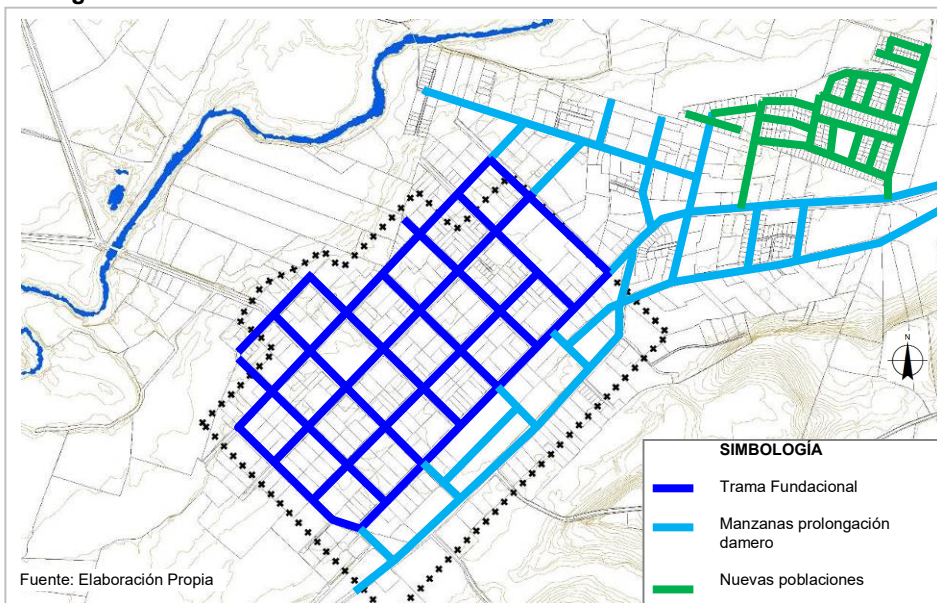 N
SIMBOLOGÍA
Trama Fundacional
Manzanas prolongación
damero
Nuevas poblaciones
Fuente: Elaboración Propia